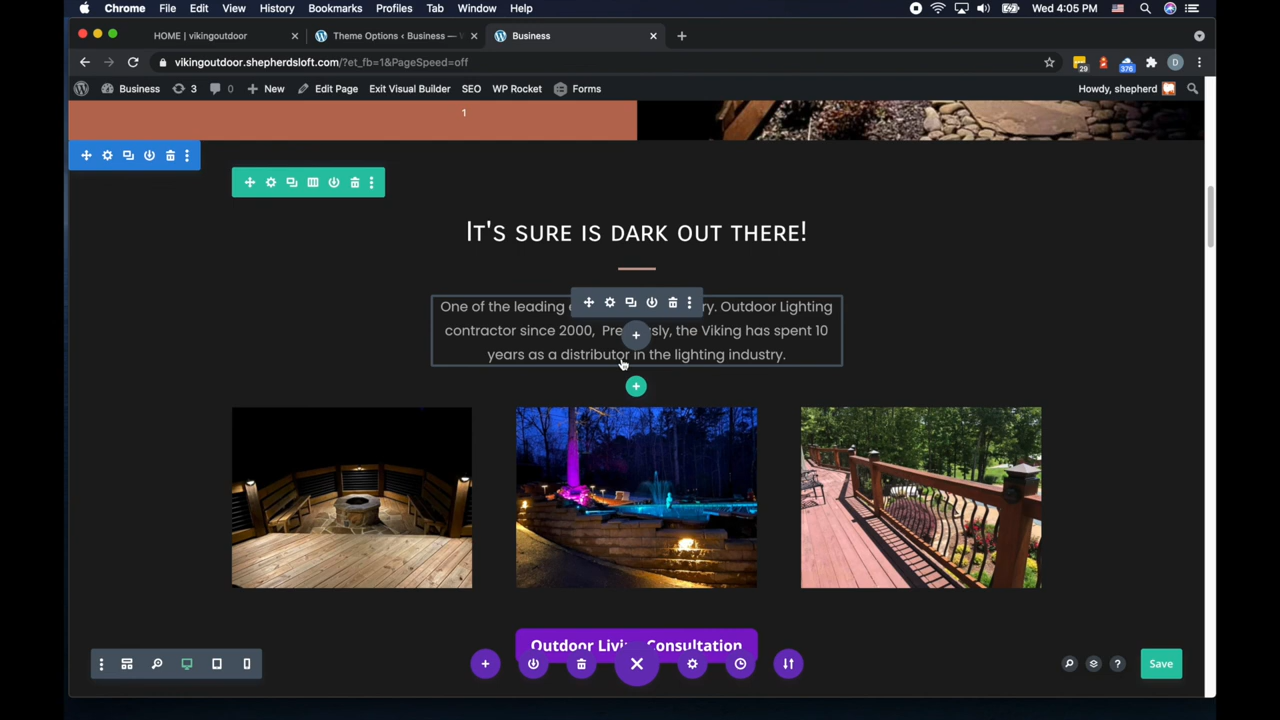 Chrome File Edit View History Bookmarks Profiles Tab Window Help Wed 4:05 PM
HOME | vikingoutdoor Theme Options ‹ Business — Business
vikingoutdoor.shepherdsloft.com/?et_fb=1&PageSpeed=off 29 376 D
Business 3 0 New Edit Page Exit Visual Builder SEO WP Rocket Forms Howdy, shepherd
1
It's sure is dark out there!
One of the leading ry. Outdoor Lighting
contractor since 2000, the Viking has spent 10
years as a distributor in the lighting industry.
Outdoor Living Consultation
? Save